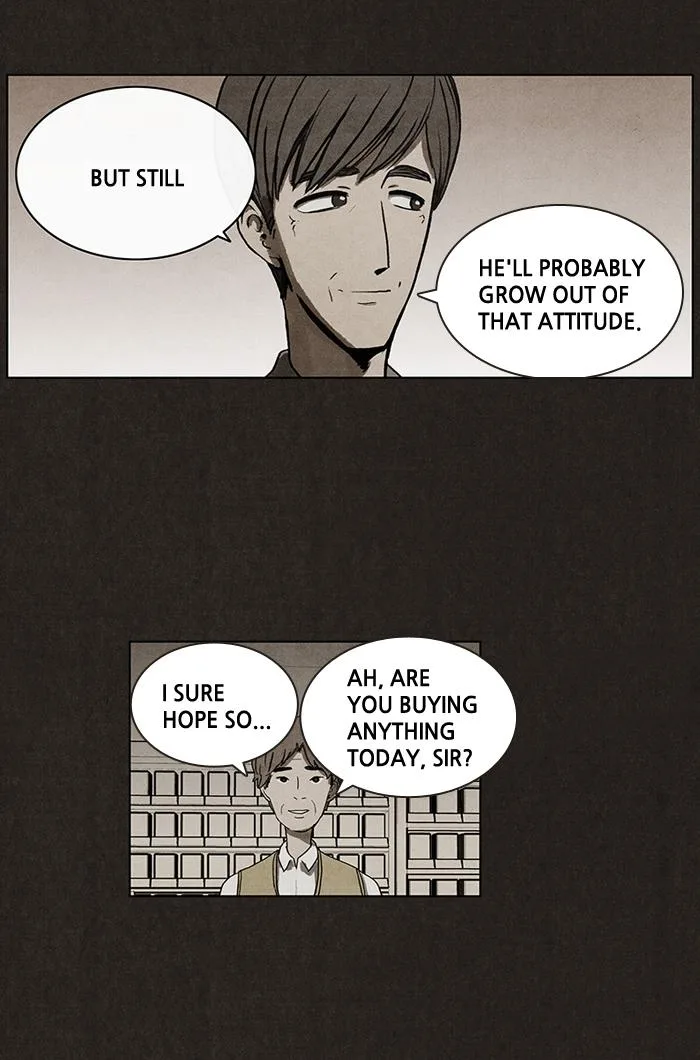 BUT STILL
HE'LL PROBABLY
GROW OUT OF
THAT ATTITUDE.
I SURE
HOPE SO...
AH, ARE
YOU BUYING
ANYTHING
TODAY, SIR?